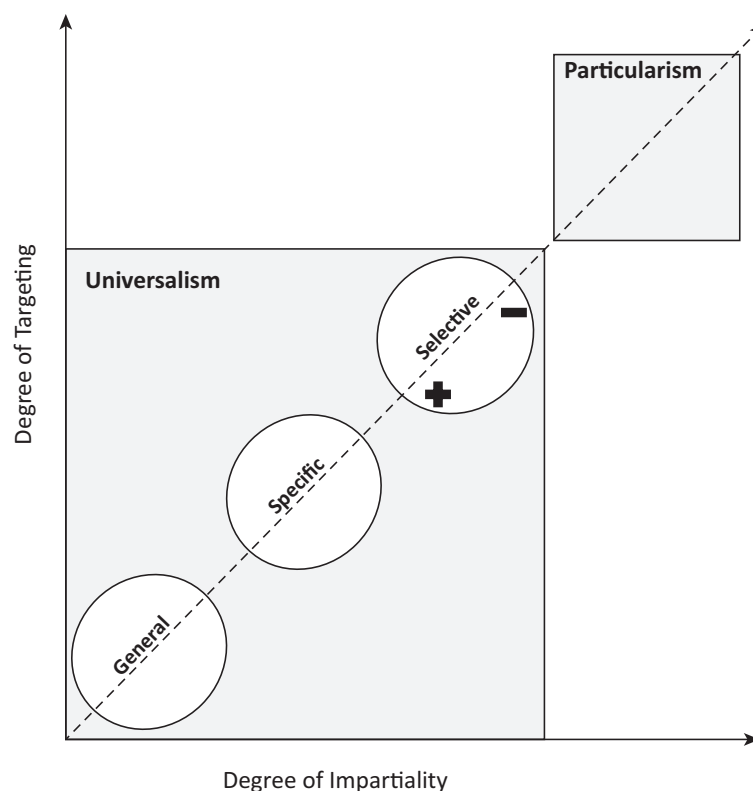 Particularism
Universalism
Selective
−
+
Specific
General
Degree of Targeting
Degree of Impartiality